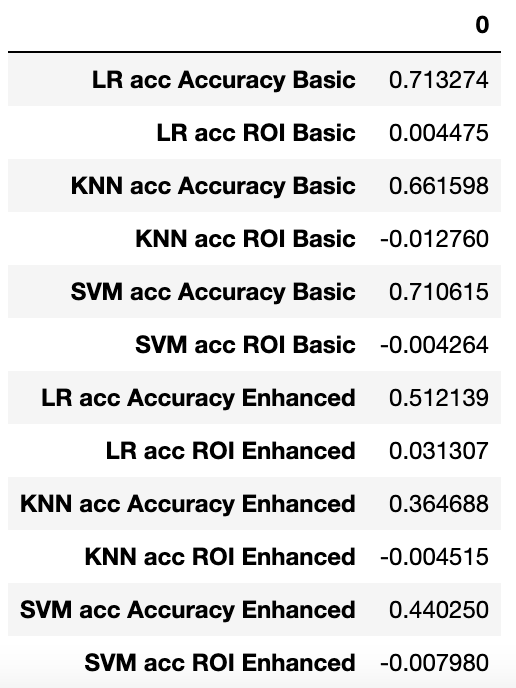 0
LR acc Accuracy Basic 0.713274
LR acc ROI Basic 0.004475
KNN acc Accuracy Basic 0.661598
KNN acc ROI Basic -0.012760
SVM acc Accuracy Basic 0.710615
SVM acc ROI Basic -0.004264
LR acc Accuracy Enhanced 0.512139
LR acc ROI Enhanced 0.031307
KNN acc Accuracy Enhanced 0.364688
KNN acc ROI Enhanced -0.004515
SVM acc Accuracy Enhanced 0.440250
SVM acc ROI Enhanced -0.007980